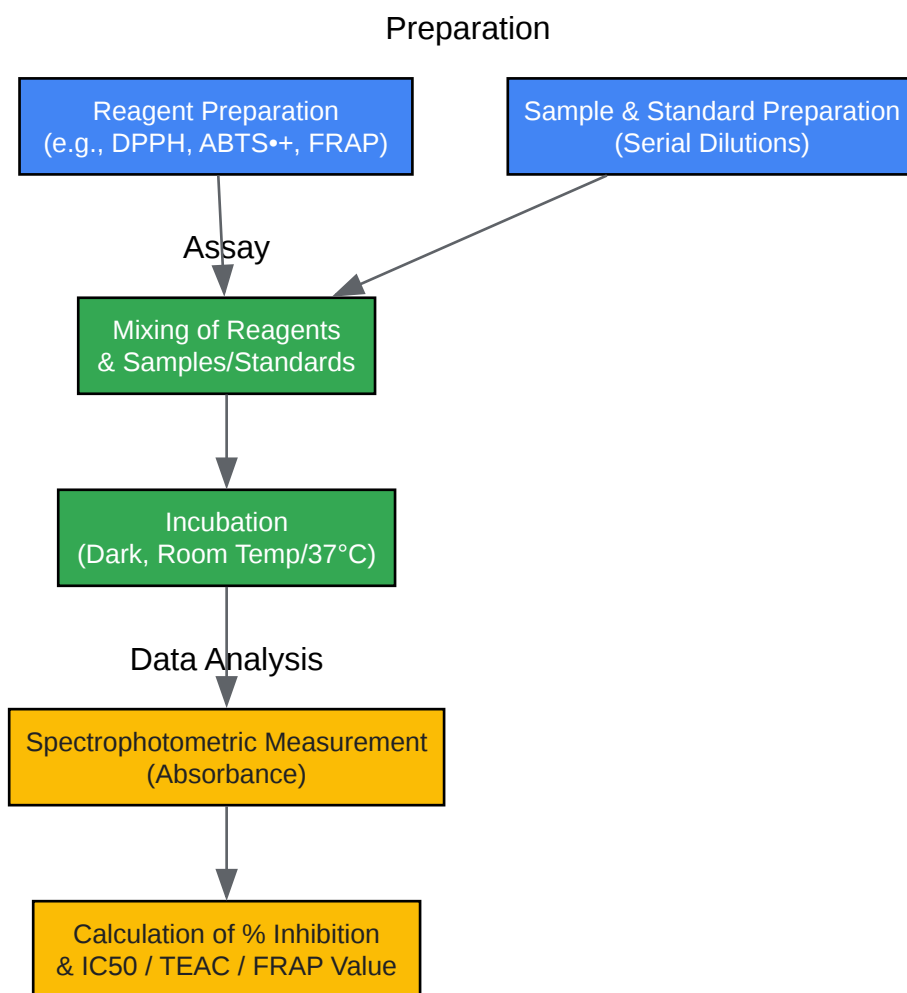 Preparation
Reagent Preparation
(e.g., DPPH, ABTS•+, FRAP)
Sample & Standard Preparation
(Serial Dilutions)
Assay
Mixing of Reagents
& Samples/Standards
Incubation
(Dark, Room Temp/37°C)
Data Analysis
Spectrophotometric Measurement
(Absorbance)
Calculation of % Inhibition
& IC50 / TEAC / FRAP Value